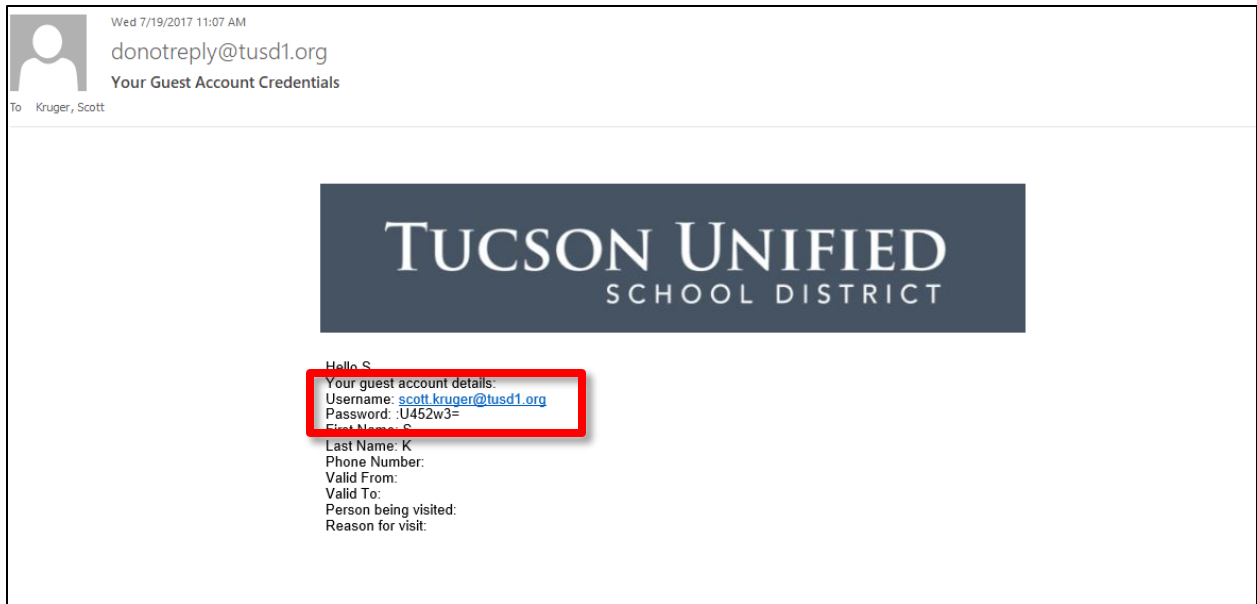 Wed 7/19/2017 11:07 AM
donotreply@tusd1.org
Your Guest Account Credentials
To Kruger, Scott
TUCSON UNIFIED
SCHOOL DISTRICT
Hello S
Your guest account details:
Username: scott.kruger@tusd1.org
Password: :U452w3=
First Name: S
Last Name: K
Phone Number:
Valid From:
Valid To:
Person being visited:
Reason for visit: